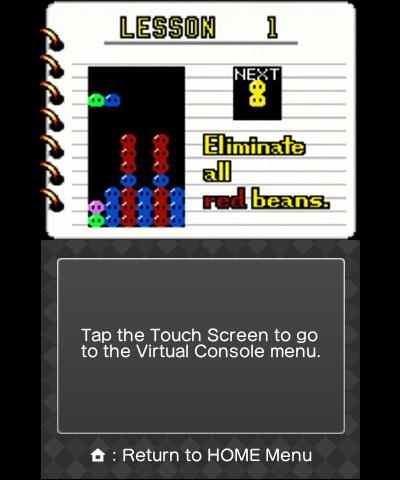 LESSON 1
NEXT
Eliminate
all
red beans.
Tap the Touch Screen to go
to the Virtual Console menu.
: Return to HOME Menu